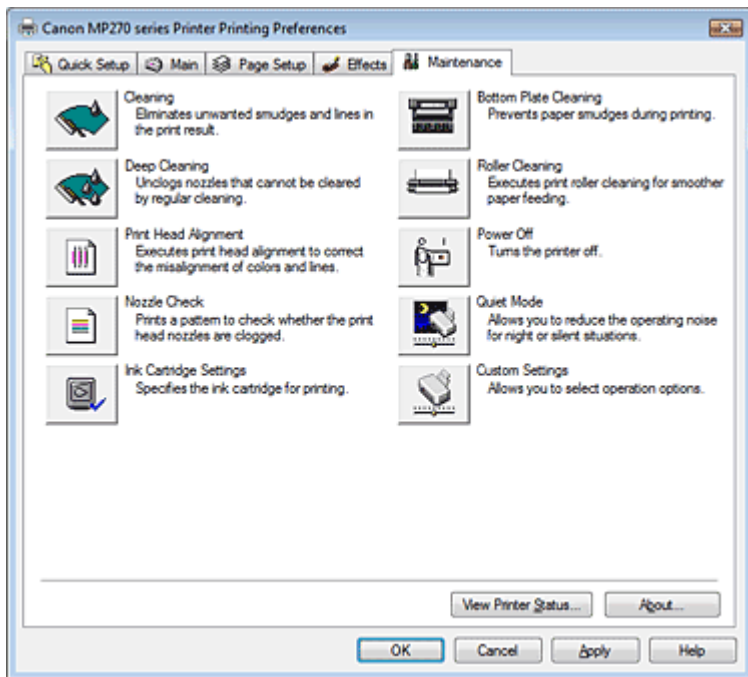 Canon MP270 series Printer Printing Preferences
Quick Setup Main Page Setup Effects Maintenance
Cleaning
Eliminates unwanted smudges and lines in
the print result.
Deep Cleaning
Unclogs nozzles that cannot be cleared
by regular cleaning.
Print Head Alignment
Executes print head alignment to correct
the misalignment of colors and lines.
Nozzle Check
Prints a pattern to check whether the print
head nozzles are clogged.
Ink Cartridge Settings
Specifies the ink cartridge for printing.
Bottom Plate Cleaning
Prevents paper smudges during printing.
Roller Cleaning
Executes print roller cleaning for smoother
paper feeding.
Power Off
Turns the printer off.
Quiet Mode
Allows you to reduce the operating noise
for night or silent situations.
Custom Settings
Allows you to select operation options.
View Printer Status... About...
OK Cancel Apply Help